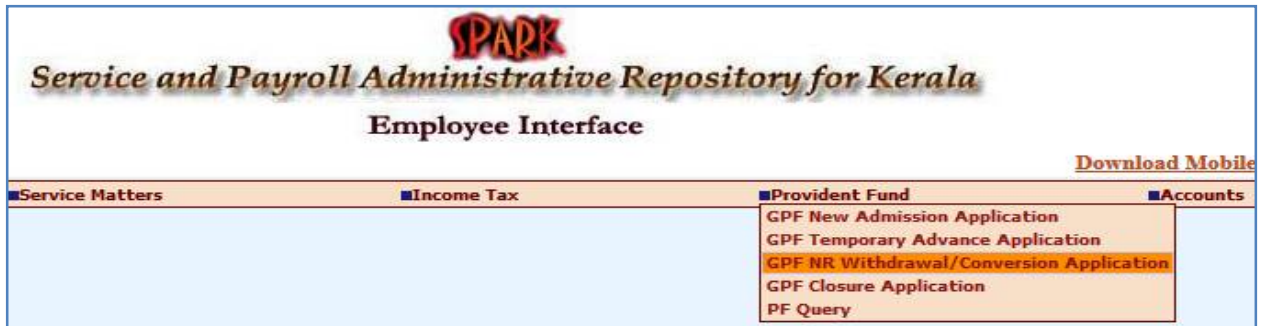 SPARK
Service and Payroll Administrative Repository for Kerala
Employee Interface
Download Mobile
Service Matters Income Tax Provident Fund Accounts
GPF New Admission Application
GPF Temporary Advance Application
GPF NR Withdrawal/Conversion Application
GPF Closure Application
PF Query